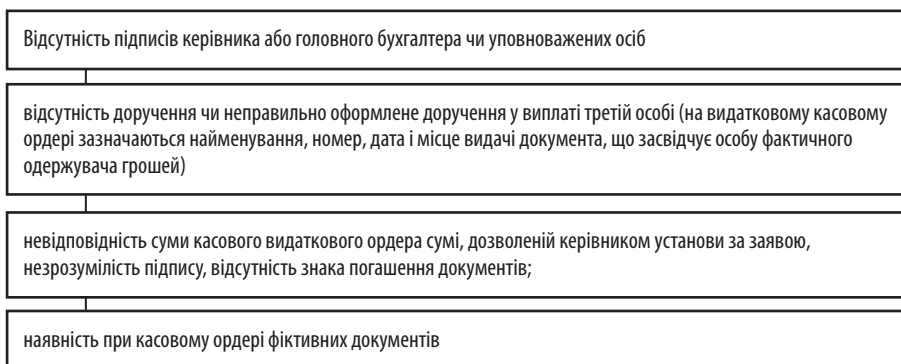 Відсутність підписів керівника або головного бухгалтера чи уповноважених осіб
відсутність доручення чи неправильно оформлене доручення у виплаті третій особі (на видатковому касовому
ордері зазначаються найменування, номер, дата і місце видачі документа, що засвідчує особу фактичного
одержувача грошей)
невідповідність суми касового видаткового ордера сумі, дозволеній керівником установи за заявою,
незрозумілість підпису, відсутність знака погашення документів;
наявність при касовому ордері фіктивних документів